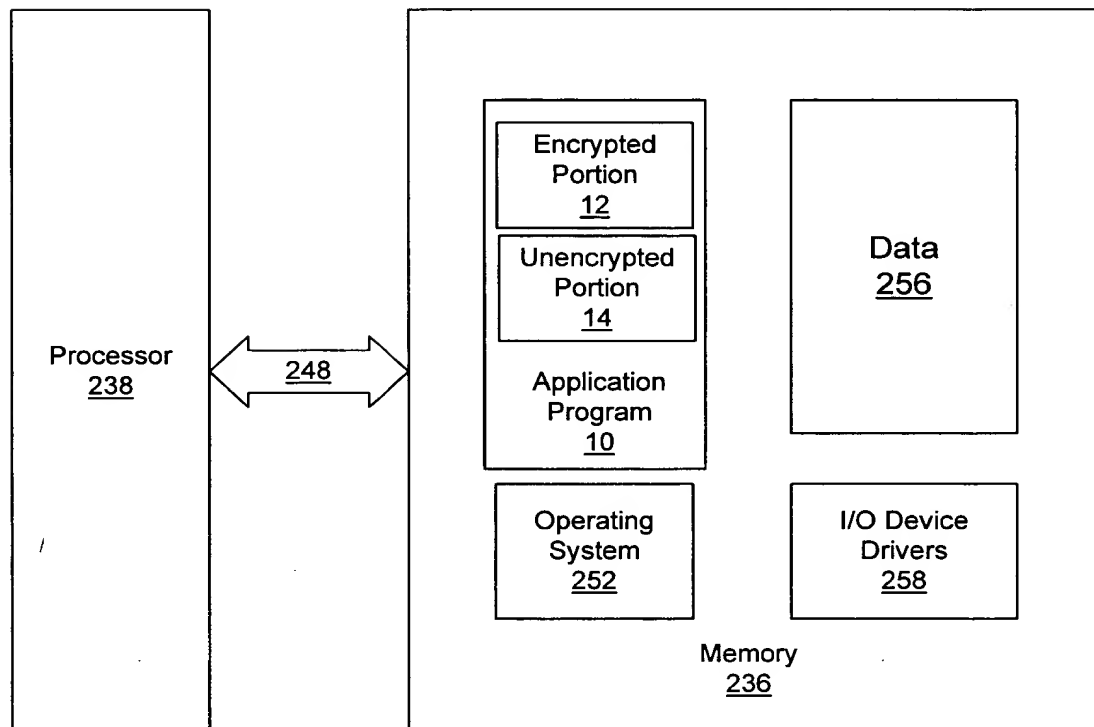 Processor
238
248
Encrypted
Portion
12
Unencrypted
Portion
14
Application
Program
10
Data
256
Operating
System
252
I/O Device
Drivers
258
Memory
236